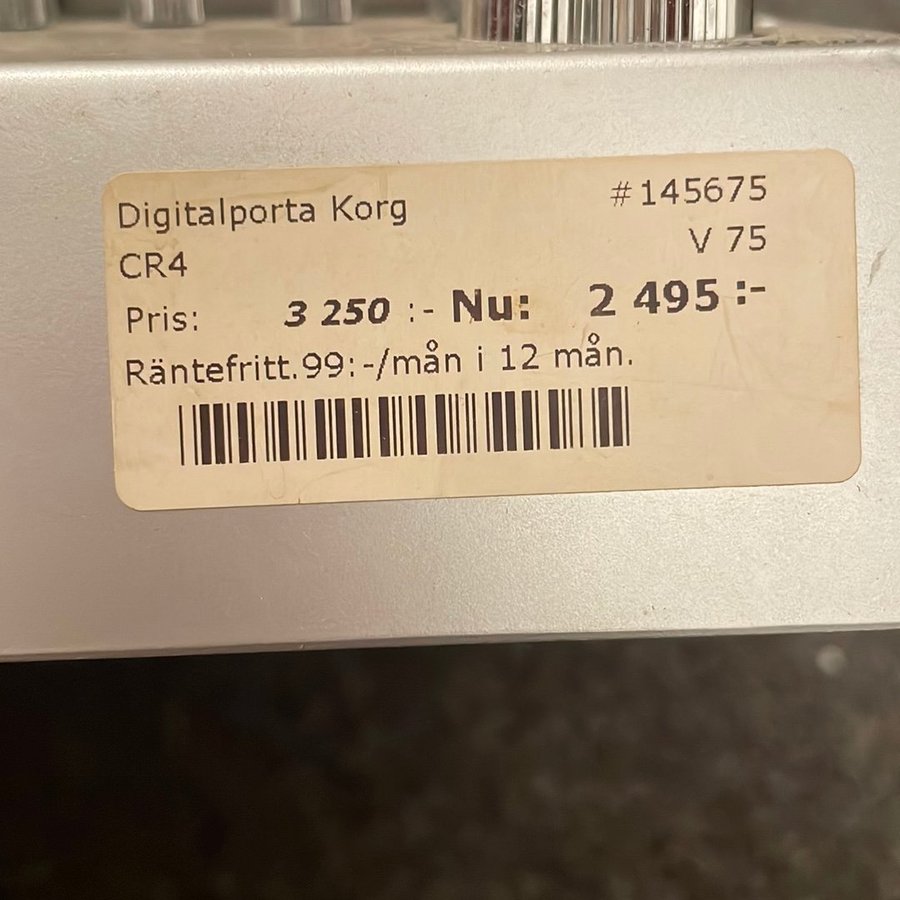 Digitalporta Korg #145675
CR4 V 75
Pris: 3 250 :- Nu: 2 495 :-
Räntefritt.99:-/mån i 12 mån.